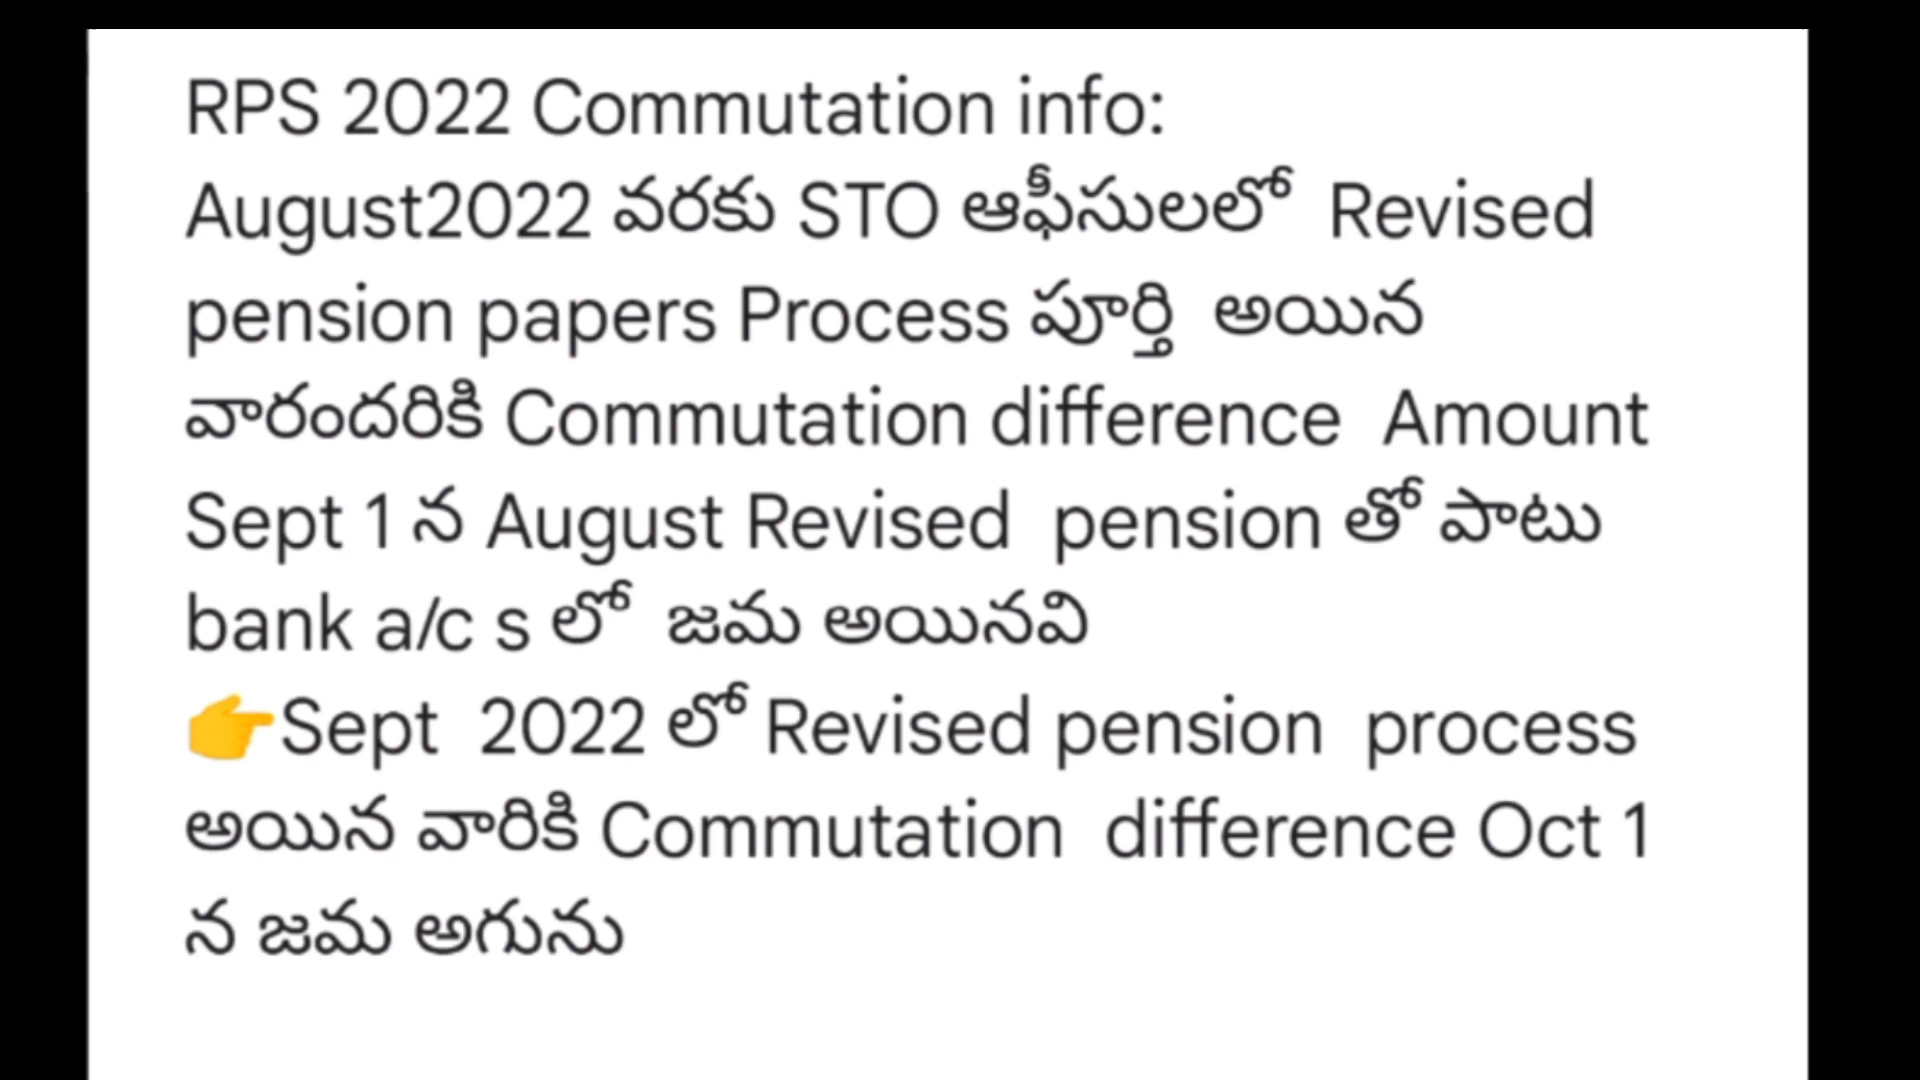 RPS 2022 Commutation info:
August2022 వరకు STO ఆఫీసులలో Revised
pension papers Process పూర్తి అయిన
వారందరికి Commutation difference Amount
Sept 1 న August Revised pension తో పాటు
bank a/c s లో జమ అయినవి
👉Sept 2022 లో Revised pension process
అయిన వారికి Commutation difference Oct 1
న జమ అగును